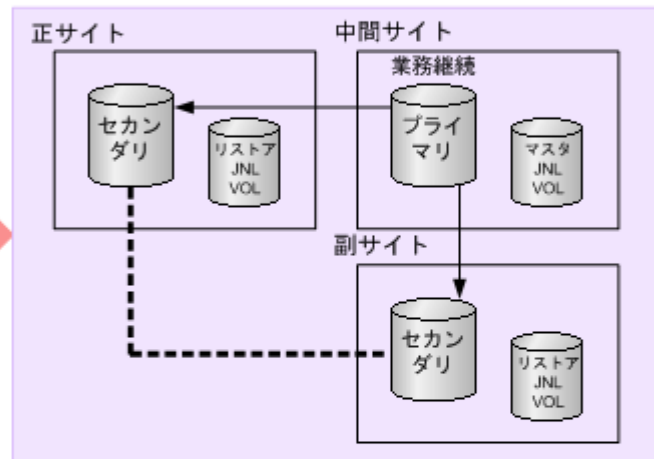 正サイト
セカン
ダリ
リストア
JNL
VOL
中間サイト
業務継続
プライ
マリ
マスタ
JNL
VOL
副サイト
セカン
ダリ
リストア
JNL
VOL